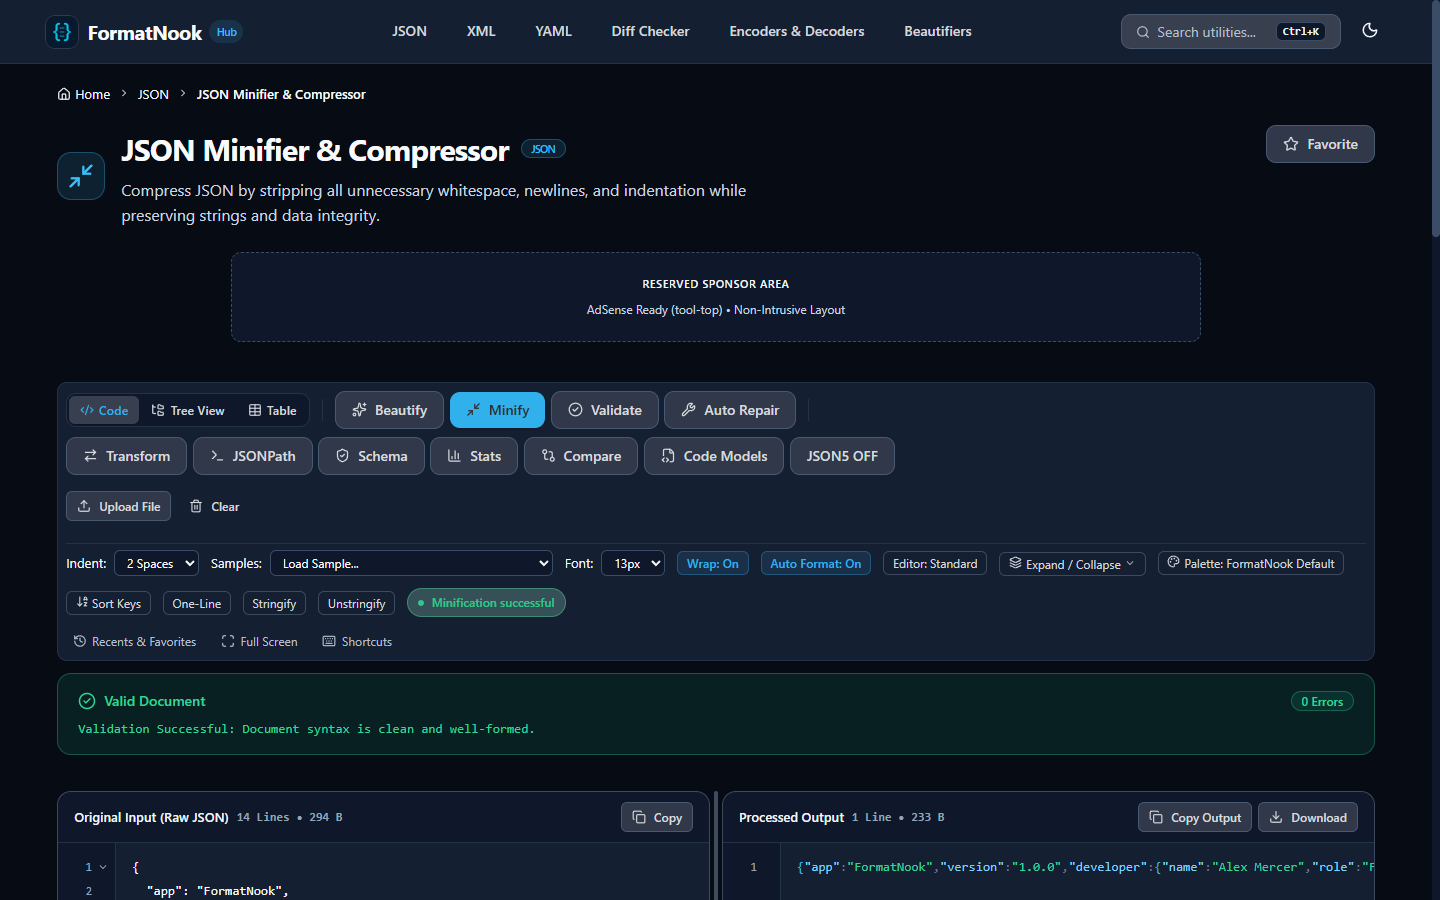 FormatNook Hub
JSON XML YAML Diff Checker Encoders & Decoders Beautifiers
Search utilities... Ctrl+K
Home JSON JSON Minifier & Compressor
JSON Minifier & Compressor JSON
Favorite
Compress JSON by stripping all unnecessary whitespace, newlines, and indentation while
preserving strings and data integrity.
RESERVED SPONSOR AREA
AdSense Ready (tool-top) • Non-Intrusive Layout
Code Tree View Table Beautify Minify Validate Auto Repair
Transform JSONPath Schema Stats Compare Code Models JSON5 OFF
Upload File Clear
Indent: 2 Spaces Samples: Load Sample... Font: 13px Wrap: On Auto Format: On Editor: Standard Expand / Collapse Palette: FormatNook Default
Sort Keys One-Line Stringify Unstringify Minification successful
Recents & Favorites Full Screen Shortcuts
Valid Document 0 Errors
Validation Successful: Document syntax is clean and well-formed.
Original Input (Raw JSON) 14 Lines • 294 B Copy
1 {
2 "app": "FormatNook",
Processed Output 1 Line • 233 B Copy Output Download
1 {"app":"FormatNook","version":"1.0.0","developer":{"name":"Alex Mercer","role":"F